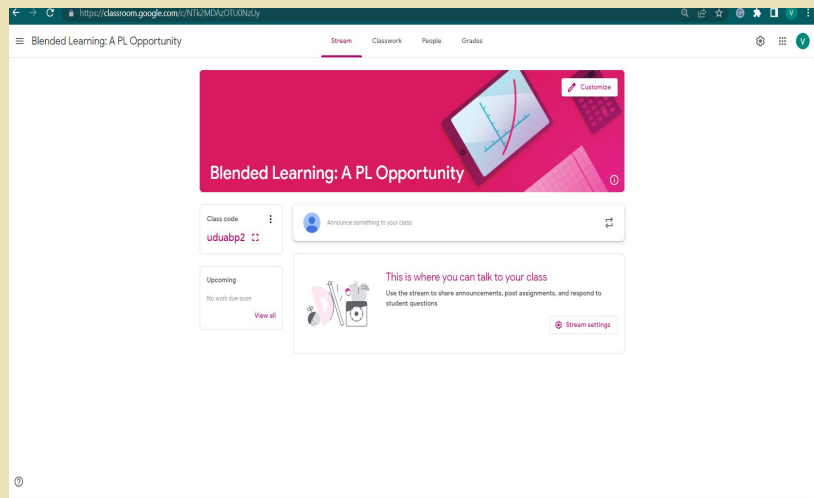 https://classroom.google.com/c/NTk2MDAzOTU0NzUy
V
Blended Learning: A PL Opportunity
Stream Classwork People Grades
V
Customize
Blended Learning: A PL Opportunity
Class code
uduabp2
Announce something to your class
Upcoming
No work due soon
View all
This is where you can talk to your class
Use the stream to share announcements, post assignments, and respond to
student questions
Stream settings